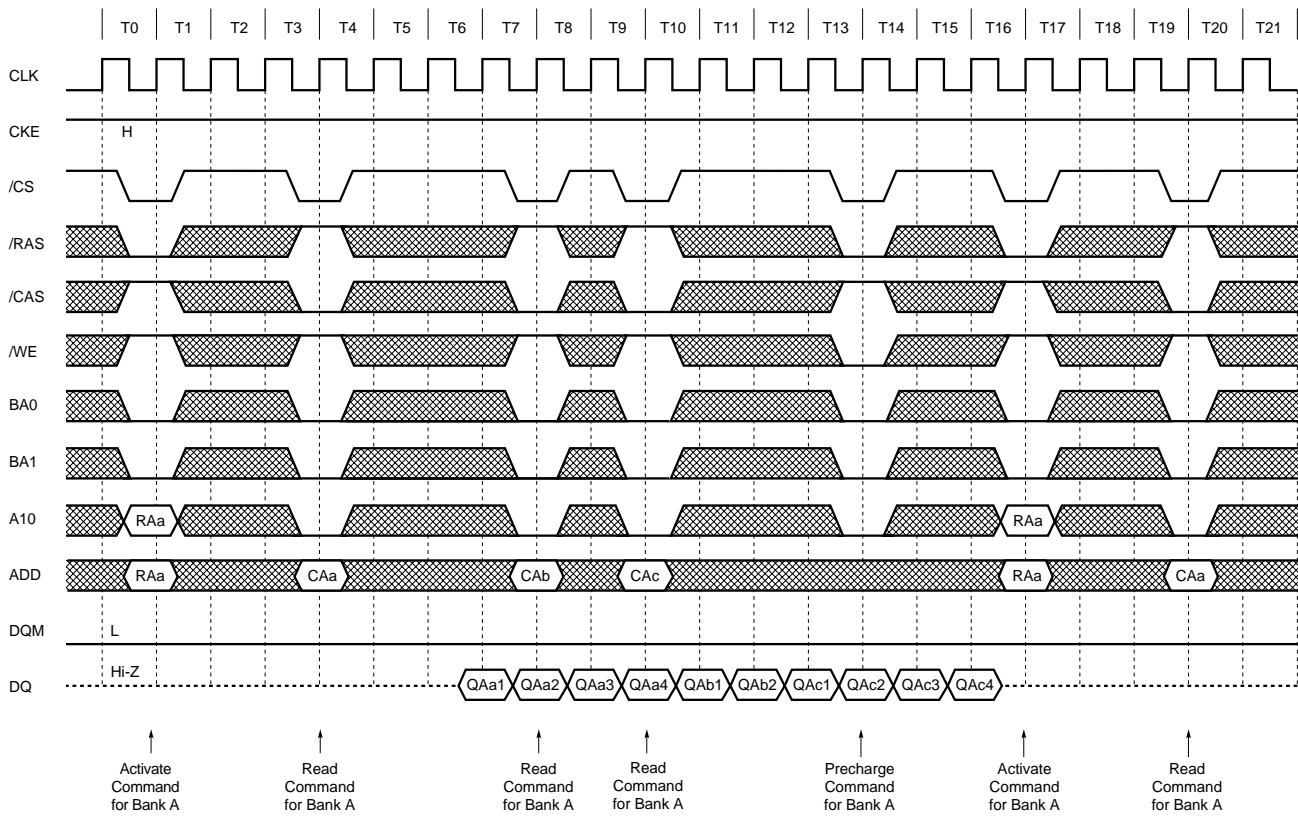 T0 T1 T2 T3 T4 T5 T6 T7 T8 T9 T10 T11 T12 T13 T14 T15 T16 T17 T18 T19 T20 T21
CLK
CKE H
/CS
/RAS
/CAS
/WE
BA0
BA1
A10 RAa RAa
ADD RAa CAa CAb CAc RAa CAa
DQM L
Hi-Z
DQ QAa1 QAa2 QAa3 QAa4 QAb1 QAb2 QAc1 QAc2 QAc3 QAc4
Activate
Command
for Bank A
Read
Command
for Bank A
Read
Command
for Bank A
Read
Command
for Bank A
Precharge
Command
for Bank A
Activate
Command
for Bank A
Read
Command
for Bank A